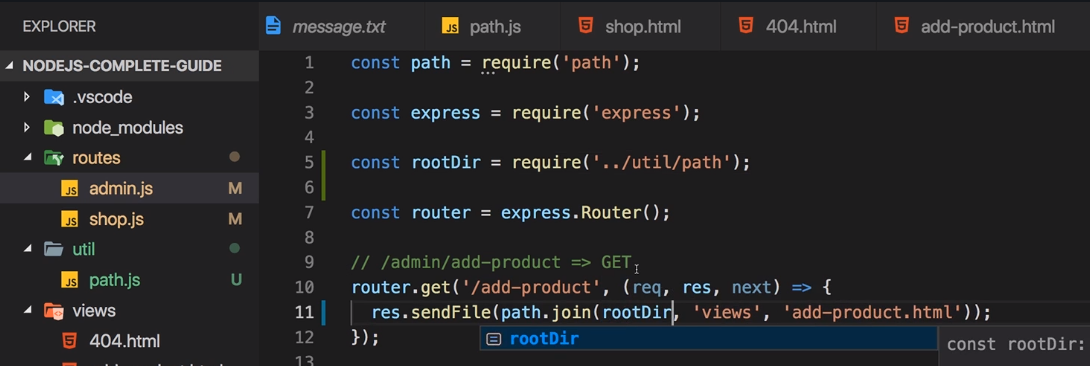 EXPLORER
message.txt
path.js
shop.html
404.html
add-product.html
NODEJS-COMPLETE-GUIDE
.vscode
node_modules
routes
JS admin.js M
JS shop.js M
util
JS path.js U
views
404.html
1 const path = require('path');
2
3 const express = require('express');
4
5 const rootDir = require('../util/path');
6
7 const router = express.Router();
8
9 // /admin/add-product => GET
10 router.get('/add-product', (req, res, next) => {
11 res.sendFile(path.join(rootDir, 'views', 'add-product.html'));
12 });
13
rootDir
const rootDir: